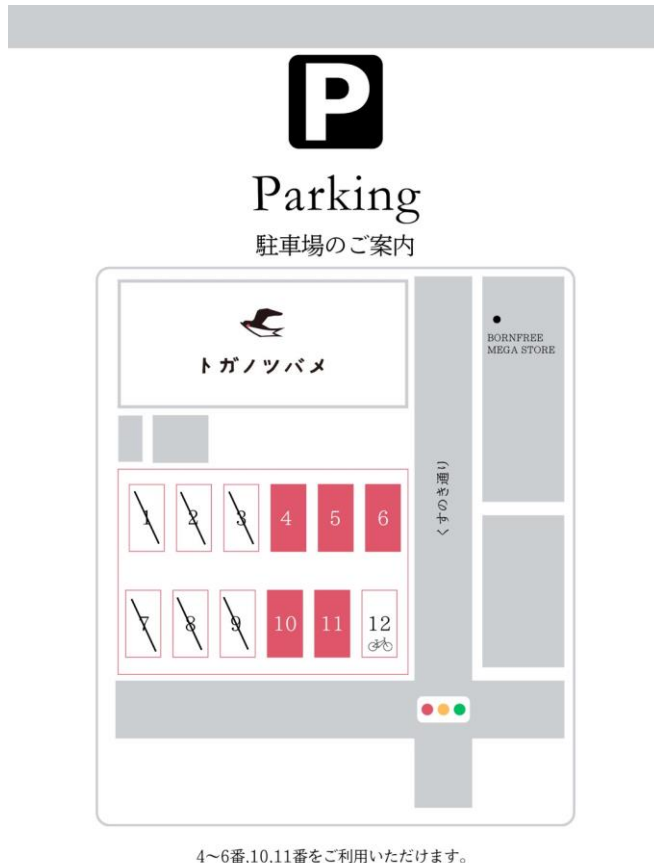 P
Parking
駐車場のご案内
トガノツバメ
BORNFREE
MEGA STORE
くすのき通り
1 2 3 4 5 6
7 8 9 10 11 12
4〜6番,10,11番をご利用いただけます。